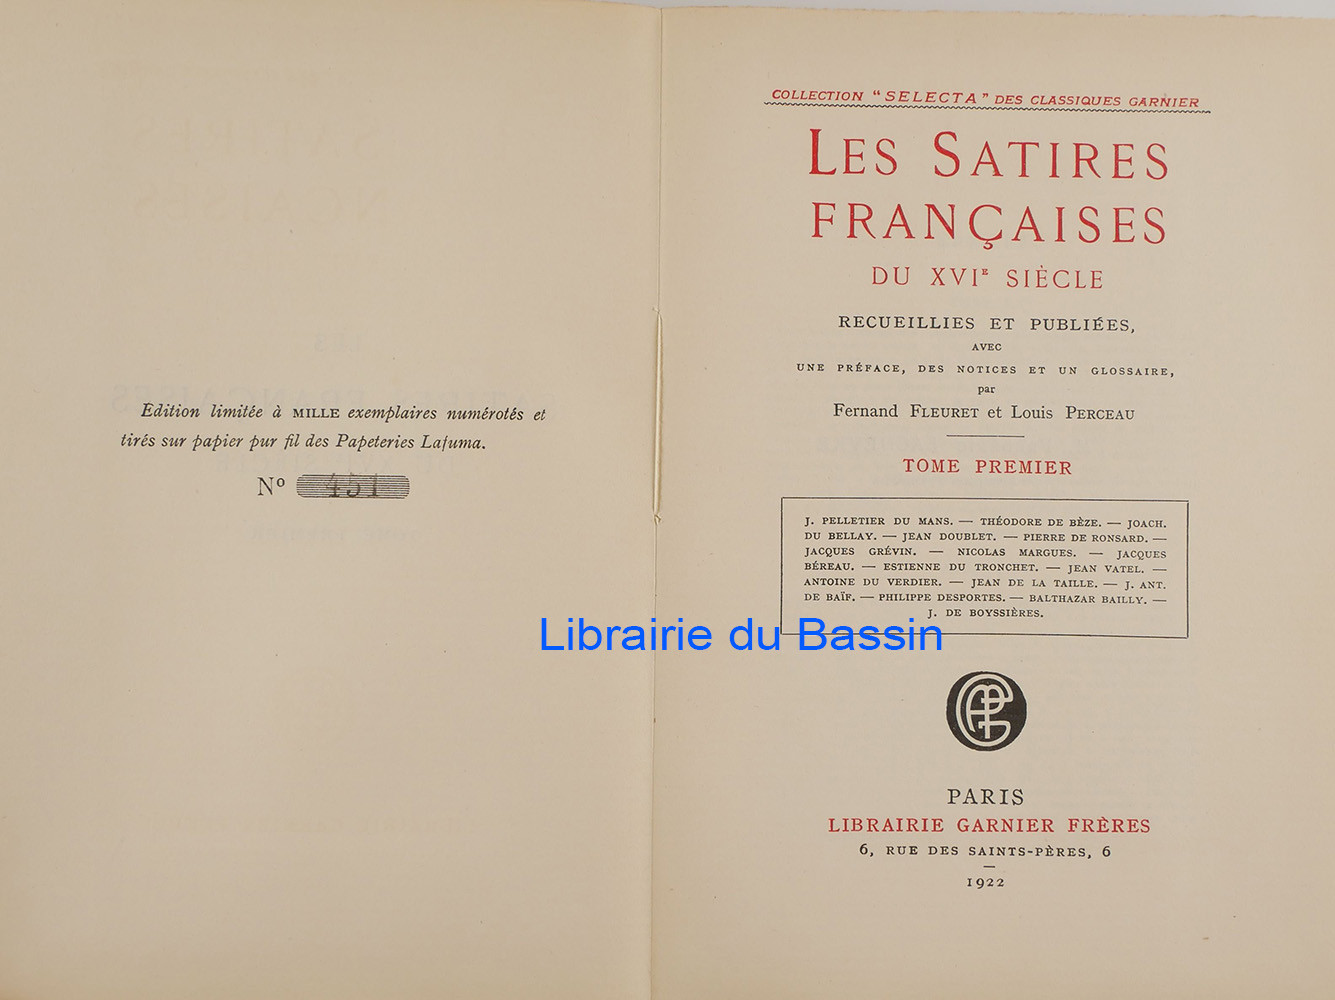 Édition limitée à MILLE exemplaires numérotés et
tirés sur papier pur fil des Papeteries Lafuma.
Nº 451
COLLECTION “SELECTA” DES CLASSIQUES GARNIER
LES SATIRES
FRANÇAISES
DU XVIE SIÈCLE
RECUEILLIES ET PUBLIÉES,
AVEC
UNE PRÉFACE, DES NOTICES ET UN GLOSSAIRE,
par
Fernand FLEURET et Louis PERCEAU
TOME PREMIER
J. PELLETIER DU MANS. — THÉODORE DE BÈZE. — JOACH.
DU BELLAY. — JEAN DOUBLET. — PIERRE DE RONSARD. —
JACQUES GRÉVIN. — NICOLAS MARGUES. — JACQUES
BÉREAU. — ESTIENNE DU TRONCHET. — JEAN VATEL. —
ANTOINE DU VERDIER. — JEAN DE LA TAILLE. — J. ANT.
DE BAÏF. — PHILIPPE DESPORTES. — BALTHAZAR BAILLY. —
J. DE BOYSSIÈRES.
Librairie du Bassin
PARIS
LIBRAIRIE GARNIER FRÈRES
6, RUE DES SAINTS-PÈRES, 6
1922